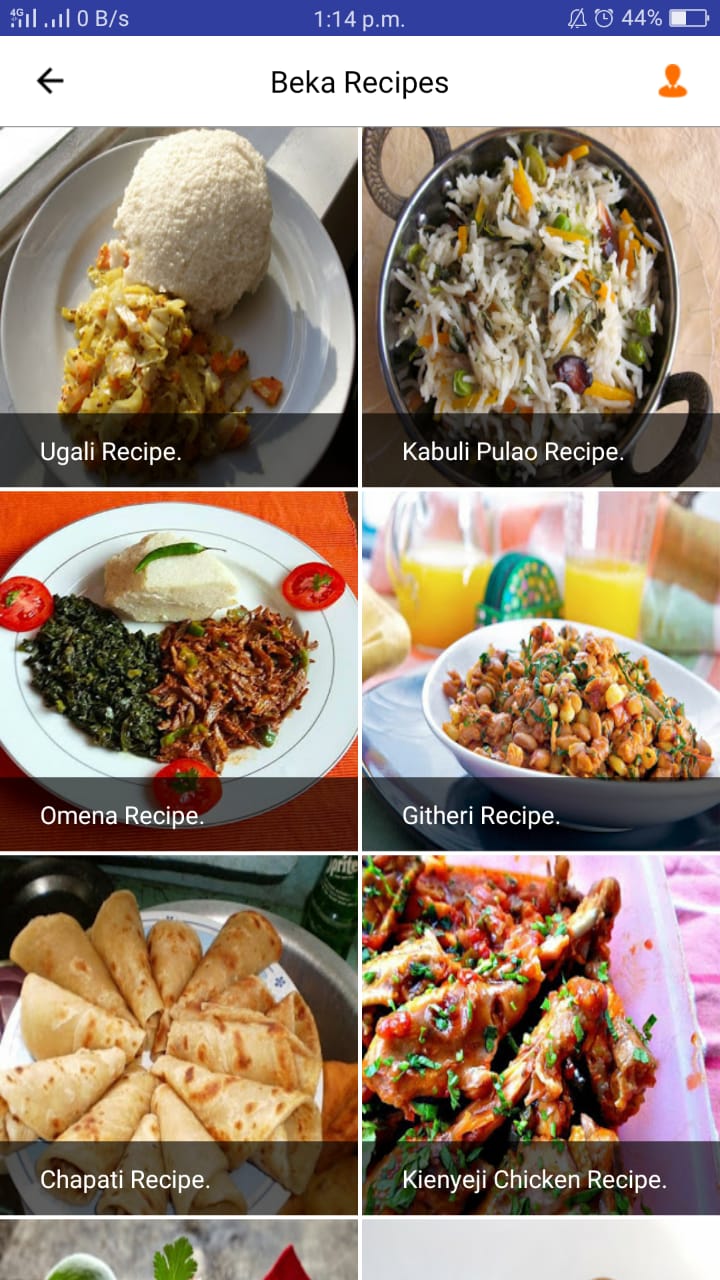 4G 0 B/s 1:14 p.m. 44%
Beka Recipes
Ugali Recipe. Kabuli Pulao Recipe.
Omena Recipe. Githeri Recipe.
Sprite
Chapati Recipe. Kienyeji Chicken Recipe.